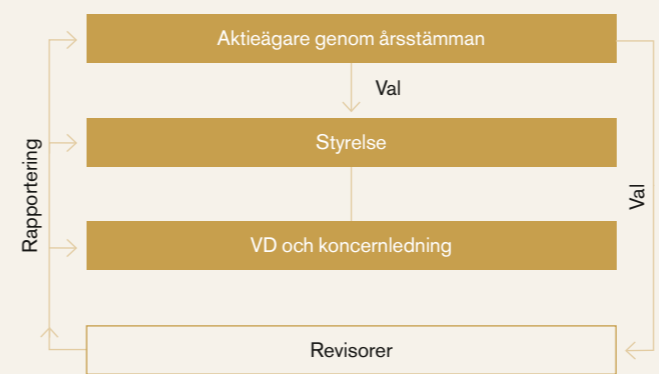 Aktieägare genom årsstämman
Val
Styrelse
Rapportering
Val
VD och koncernledning
Revisorer